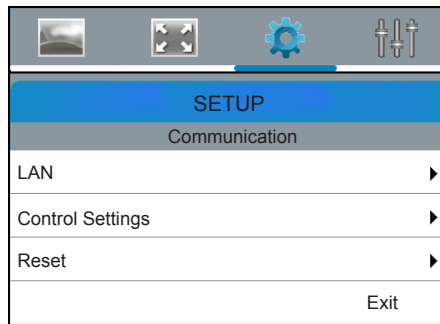 SETUP
Communication
LAN
Control Settings
Reset
Exit